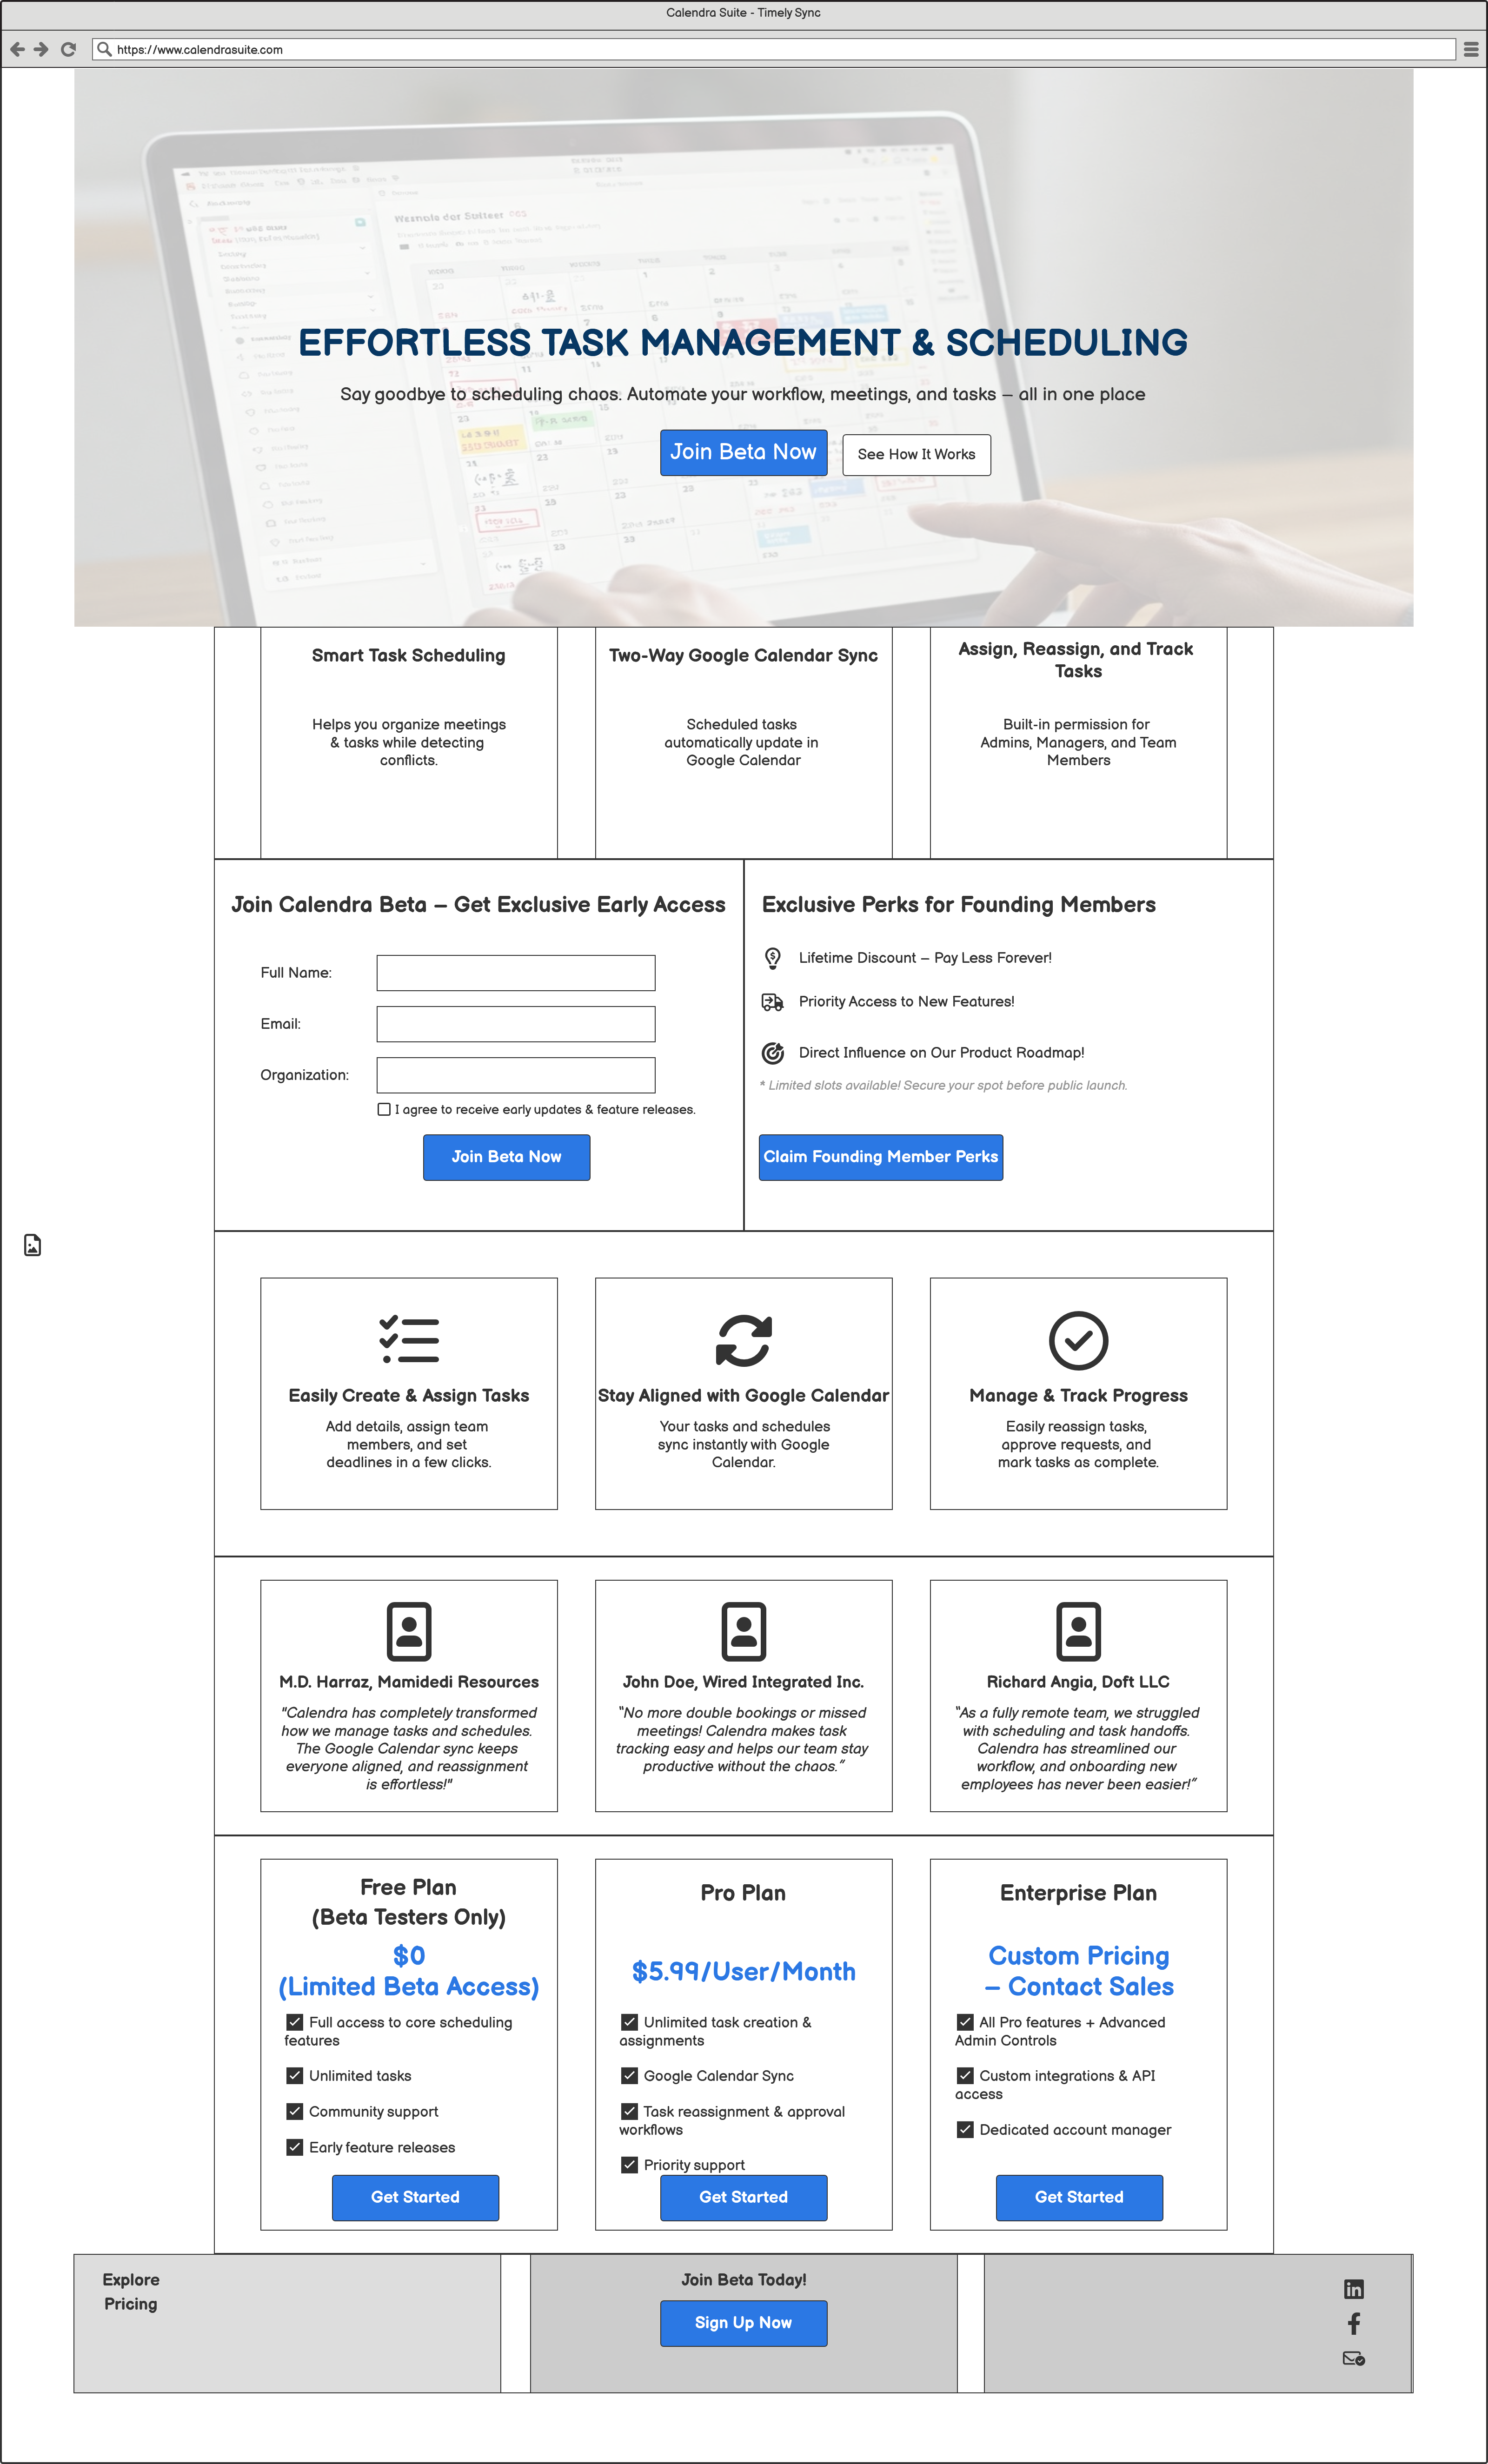 Calendra Suite - Timely Sync
https://www.calendrasuite.com
EFFORTLESS TASK MANAGEMENT & SCHEDULING
Say goodbye to scheduling chaos. Automate your workflow, meetings, and tasks – all in one place
Join Beta Now
See How It Works
Smart Task Scheduling
Helps you organize meetings
& tasks while detecting
conflicts.
Two-Way Google Calendar Sync
Scheduled tasks
automatically update in
Google Calendar
Assign, Reassign, and Track
Tasks
Built-in permission for
Admins, Managers, and Team
Members
Join Calendra Beta – Get Exclusive Early Access
Full Name:
Email:
Organization:
I agree to receive early updates & feature releases.
Join Beta Now
Exclusive Perks for Founding Members
Lifetime Discount – Pay Less Forever!
Priority Access to New Features!
Direct Influence on Our Product Roadmap!
* Limited slots available! Secure your spot before public launch.
Claim Founding Member Perks
Easily Create & Assign Tasks
Add details, assign team
members, and set
deadlines in a few clicks.
Stay Aligned with Google Calendar
Your tasks and schedules
sync instantly with Google
Calendar.
Manage & Track Progress
Easily reassign tasks,
approve requests, and
mark tasks as complete.
M.D. Harraz, Mamidedi Resources
"Calendra has completely transformed
how we manage tasks and schedules.
The Google Calendar sync keeps
everyone aligned, and reassignment
is effortless!"
John Doe, Wired Integrated Inc.
“No more double bookings or missed
meetings! Calendra makes task
tracking easy and helps our team stay
productive without the chaos.”
Richard Angia, Doft LLC
“As a fully remote team, we struggled
with scheduling and task handoffs.
Calendra has streamlined our
workflow, and onboarding new
employees has never been easier!”
Free Plan
(Beta Testers Only)
$0
(Limited Beta Access)
Full access to core scheduling
features
Unlimited tasks
Community support
Early feature releases
Get Started
Pro Plan
$5.99/User/Month
Unlimited task creation &
assignments
Google Calendar Sync
Task reassignment & approval
workflows
Priority support
Get Started
Enterprise Plan
Custom Pricing
– Contact Sales
All Pro features + Advanced
Admin Controls
Custom integrations & API
access
Dedicated account manager
Get Started
Explore
Pricing
Join Beta Today!
Sign Up Now